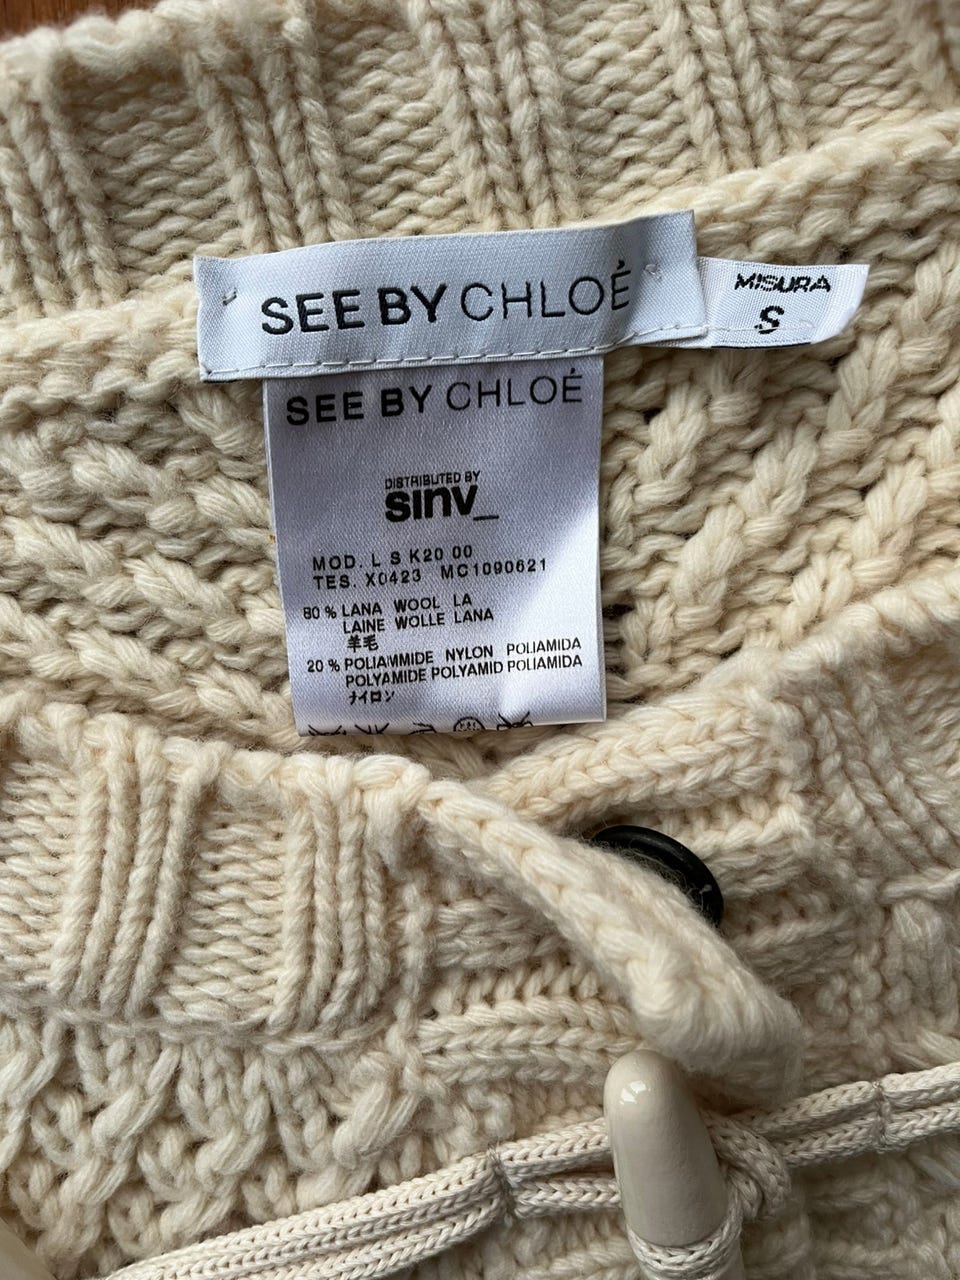 SEE BY CHLOÉ
MISURA
S
SEE BY CHLOÉ
DISTRIBUTED BY
sinv_
MOD. L S K20 00
TES. X0423 MC1090621
80 % LANA WOOL LA
LAINE WOLLE LANA
羊毛
20 % POLIAMMIDE NYLON POLIAMIDA
POLYAMIDE POLYAMID POLIAMIDA
ナイロン